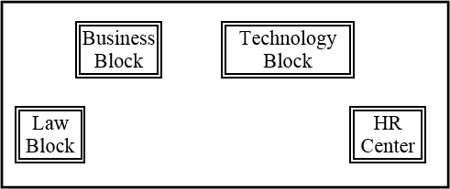 Business
Block
Technology
Block
Law
Block
HR
Center